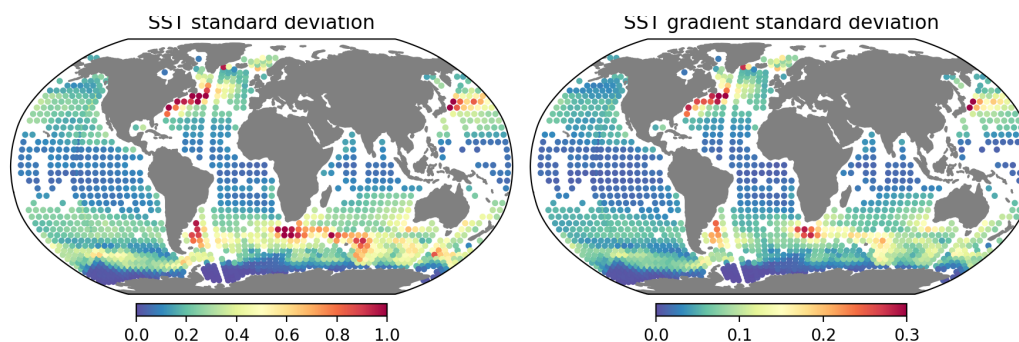 SST standard deviation
SST gradient standard deviation
0.0 0.2 0.4 0.6 0.8 1.0
0.0 0.1 0.2 0.3